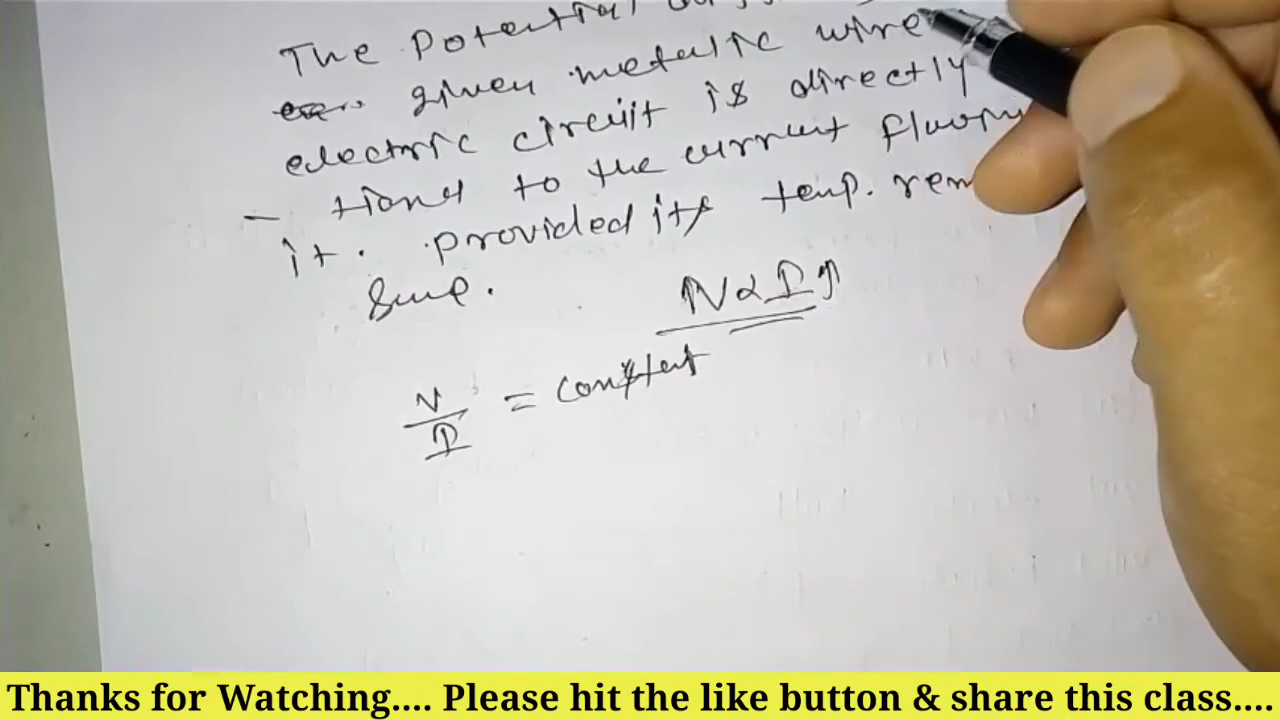 The Potential
given metallic wire
electric circuit is directly
- tional to the current
it. provided its temp. rem
same.
V α I
V/I = constant
Thanks for Watching.... Please hit the like button & share this class....